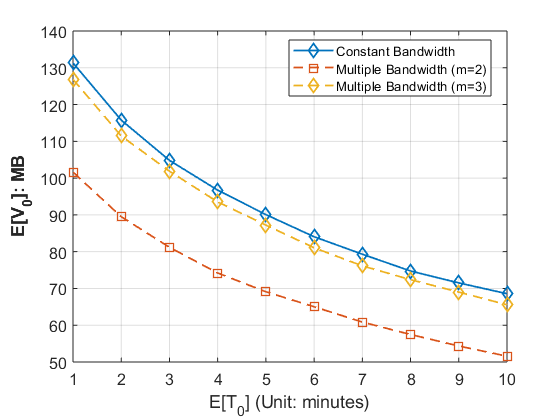 140
130
120
110
100
90
80
70
60
50
E[V0]: MB
Constant Bandwidth
Multiple Bandwidth (m=2)
Multiple Bandwidth (m=3)
1 2 3 4 5 6 7 8 9 10
E[T0] (Unit: minutes)